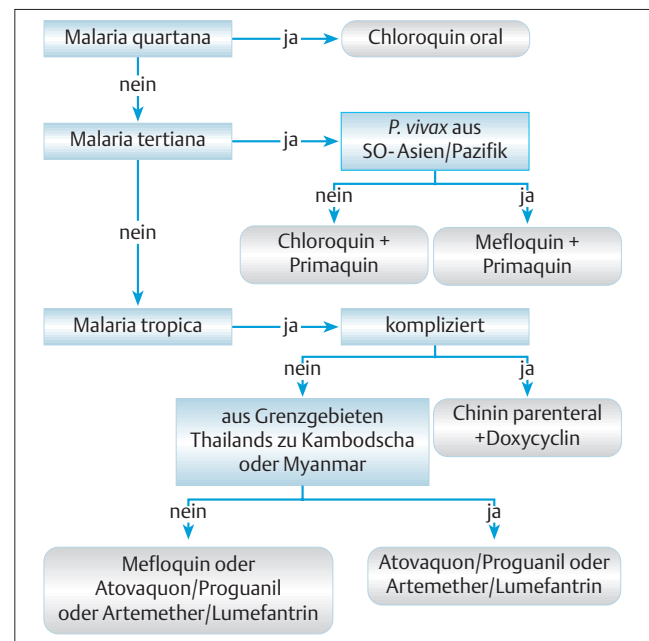 Malaria quartana
ja
Chloroquin oral
nein
Malaria tertiana
ja
P. vivax aus
SO-Asien/Pazifik
nein
ja
nein
Chloroquin +
Primaquin
Mefloquin +
Primaquin
Malaria tropica
ja
kompliziert
nein
ja
aus Grenzgebieten
Thailands zu Kambodscha
oder Myanmar
Chinin parenteral
+Doxycyclin
nein
ja
Mefloquin oder
Atovaquon/Proguanil
oder Artemether/Lumefantrin
Atovaquon/Proguanil oder
Artemether/Lumefantrin